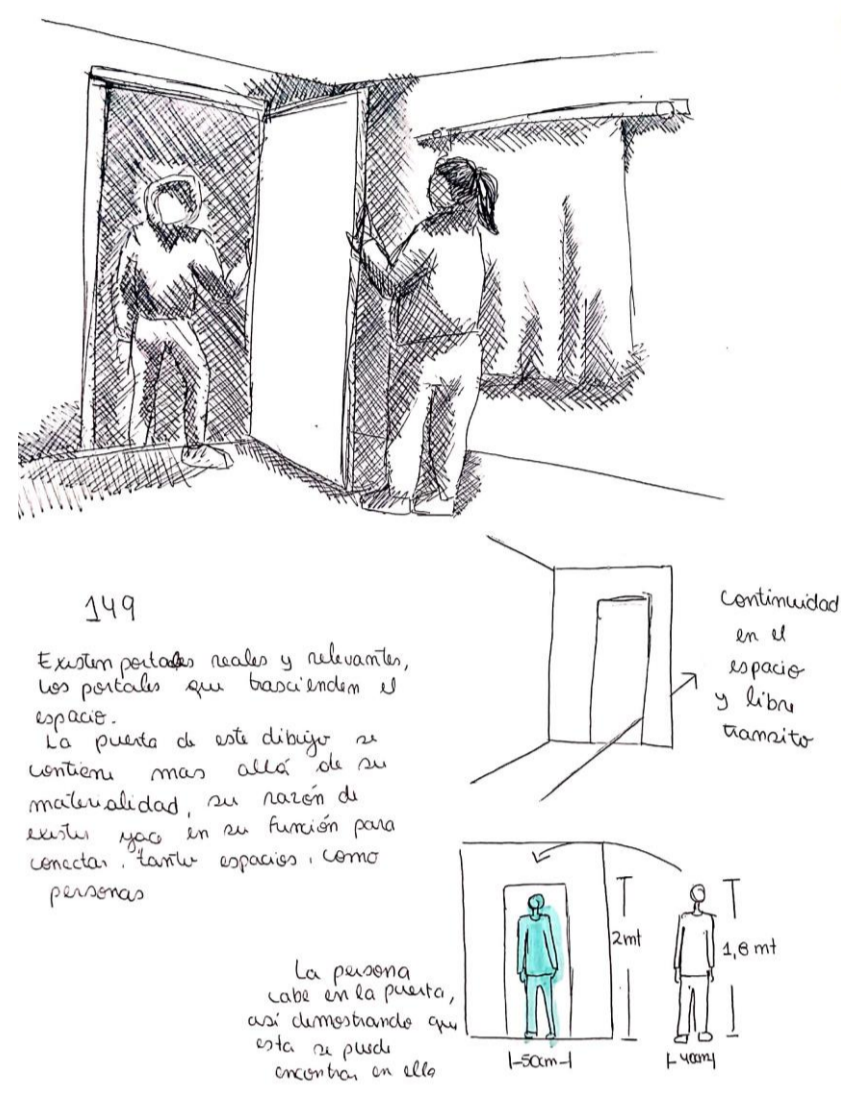 149
Existen portales reales y relevantes,
los portales que trascienden el
espacio.
La puerta de este dibujo se
contiene mas allá de su
materialidad, su razón de
existir yace en su función para
conectar, tanto espacios, como
personas
continuidad
en el
espacio
y libre
transito
La persona
cabe en la puerta,
así demostrando que
esta se puede
encontrar en ella
2mt
50cm
1,6 mt
40cm